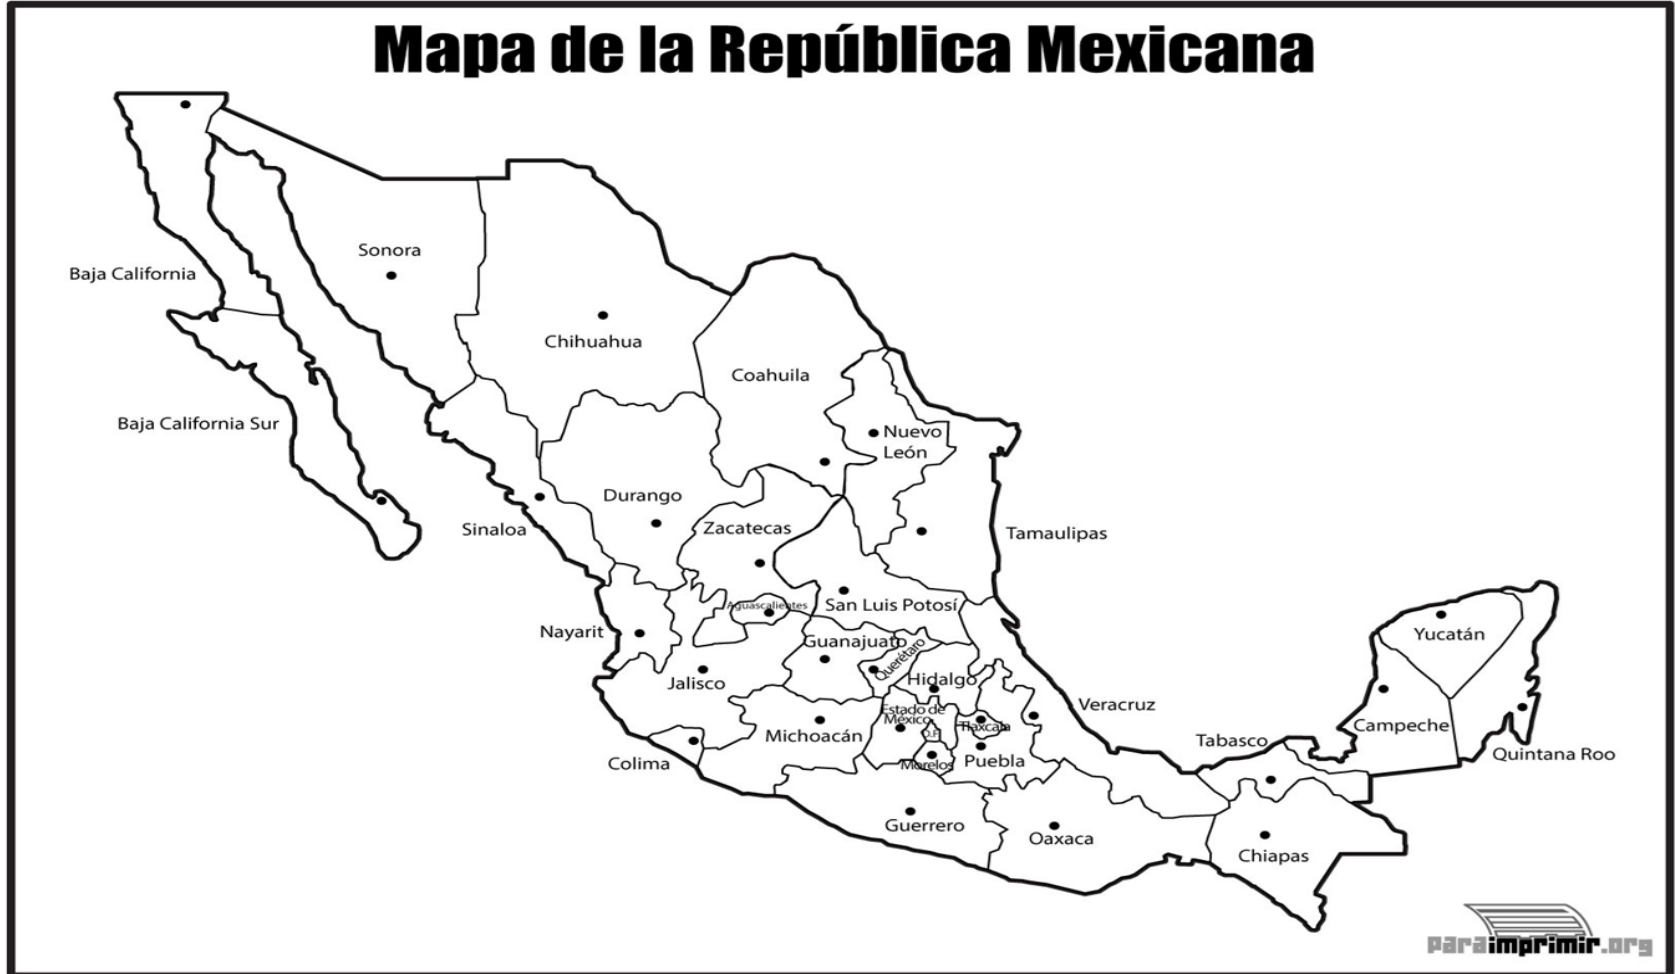 Mapa de la República Mexicana
Sonora
Baja California
Chihuahua
Coahuila
Baja California Sur
Nuevo
León
Durango
Sinaloa
Zacatecas
Tamaulipas
Aguascalientes
San Luis Potosí
Nayarit
Guanajuato
Querétaro
Yucatán
Jalisco
Hidalgo
Estado de
México
Veracruz
Tlaxcala
D.F.
Michoacán
Campeche
Tabasco
Colima
Morelos
Puebla
Quintana Roo
Guerrero
Oaxaca
Chiapas
paraimprimir.org